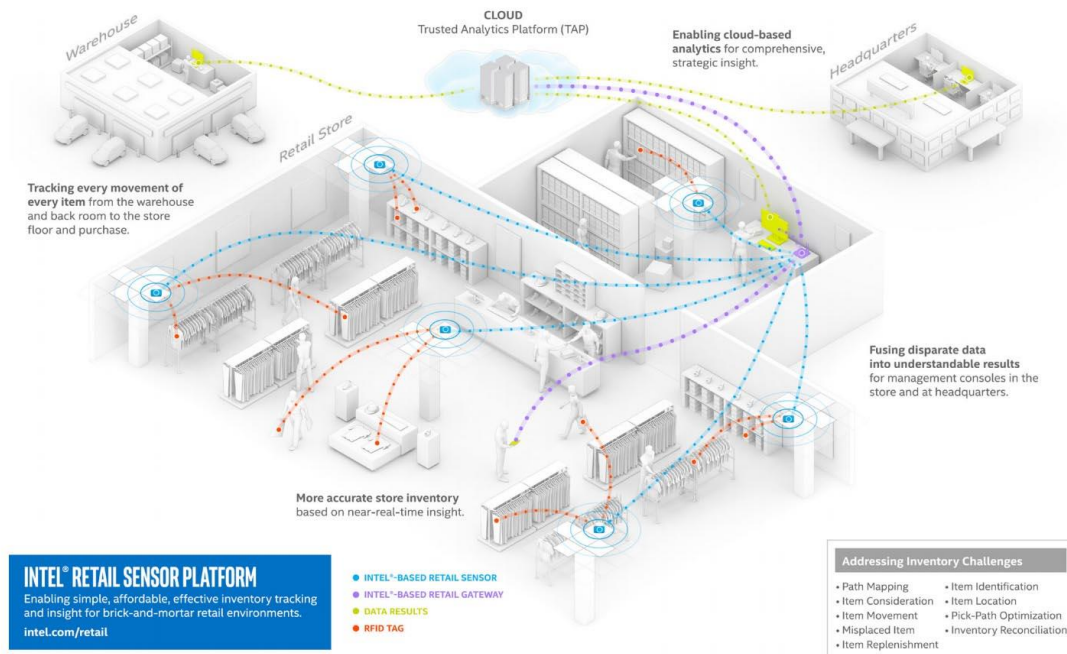 CLOUD
Trusted Analytics Platform (TAP)
Warehouse
Enabling cloud-based
analytics for comprehensive,
strategic insight.
Headquarters
Retail Store
Tracking every movement of
every item from the warehouse
and back room to the store
floor and purchase.
Fusing disparate data
into understandable results
for management consoles in the
store and at headquarters.
More accurate store inventory
based on near-real-time insight.
INTEL® RETAIL SENSOR PLATFORM
Enabling simple, affordable, effective inventory tracking
and insight for brick-and-mortar retail environments.
intel.com/retail
INTEL®-BASED RETAIL SENSOR
INTEL®-BASED RETAIL GATEWAY
DATA RESULTS
RFID TAG
Addressing Inventory Challenges
• Path Mapping
• Item Consideration
• Item Movement
• Misplaced Item
• Item Replenishment
• Item Identification
• Item Location
• Pick-Path Optimization
• Inventory Reconciliation